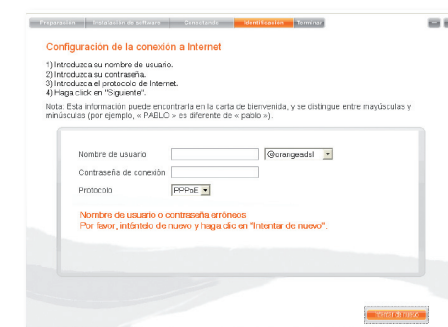 Preparación Instalación de software Conectando Identificación Terminar
Configuración de la conexión a Internet
1) Introduzca su nombre de usuario.
2) Introduzca su contraseña.
3) Introduzca el protocolo de Internet.
4) Haga click en "Siguiente".
Nota: Esta información puede encontrarla en la carta de bienvenida, y se distingue entre mayúsculas y
minúsculas (por ejemplo, « PABLO » es diferente de « pablo »).
Nombre de usuario @orangeadsl
Contraseña de conexión
Protocolo PPPoE
Nombre de usuario o contraseña erróneos
Por favor, inténtelo de nuevo y haga clic en "Intentar de nuevo".